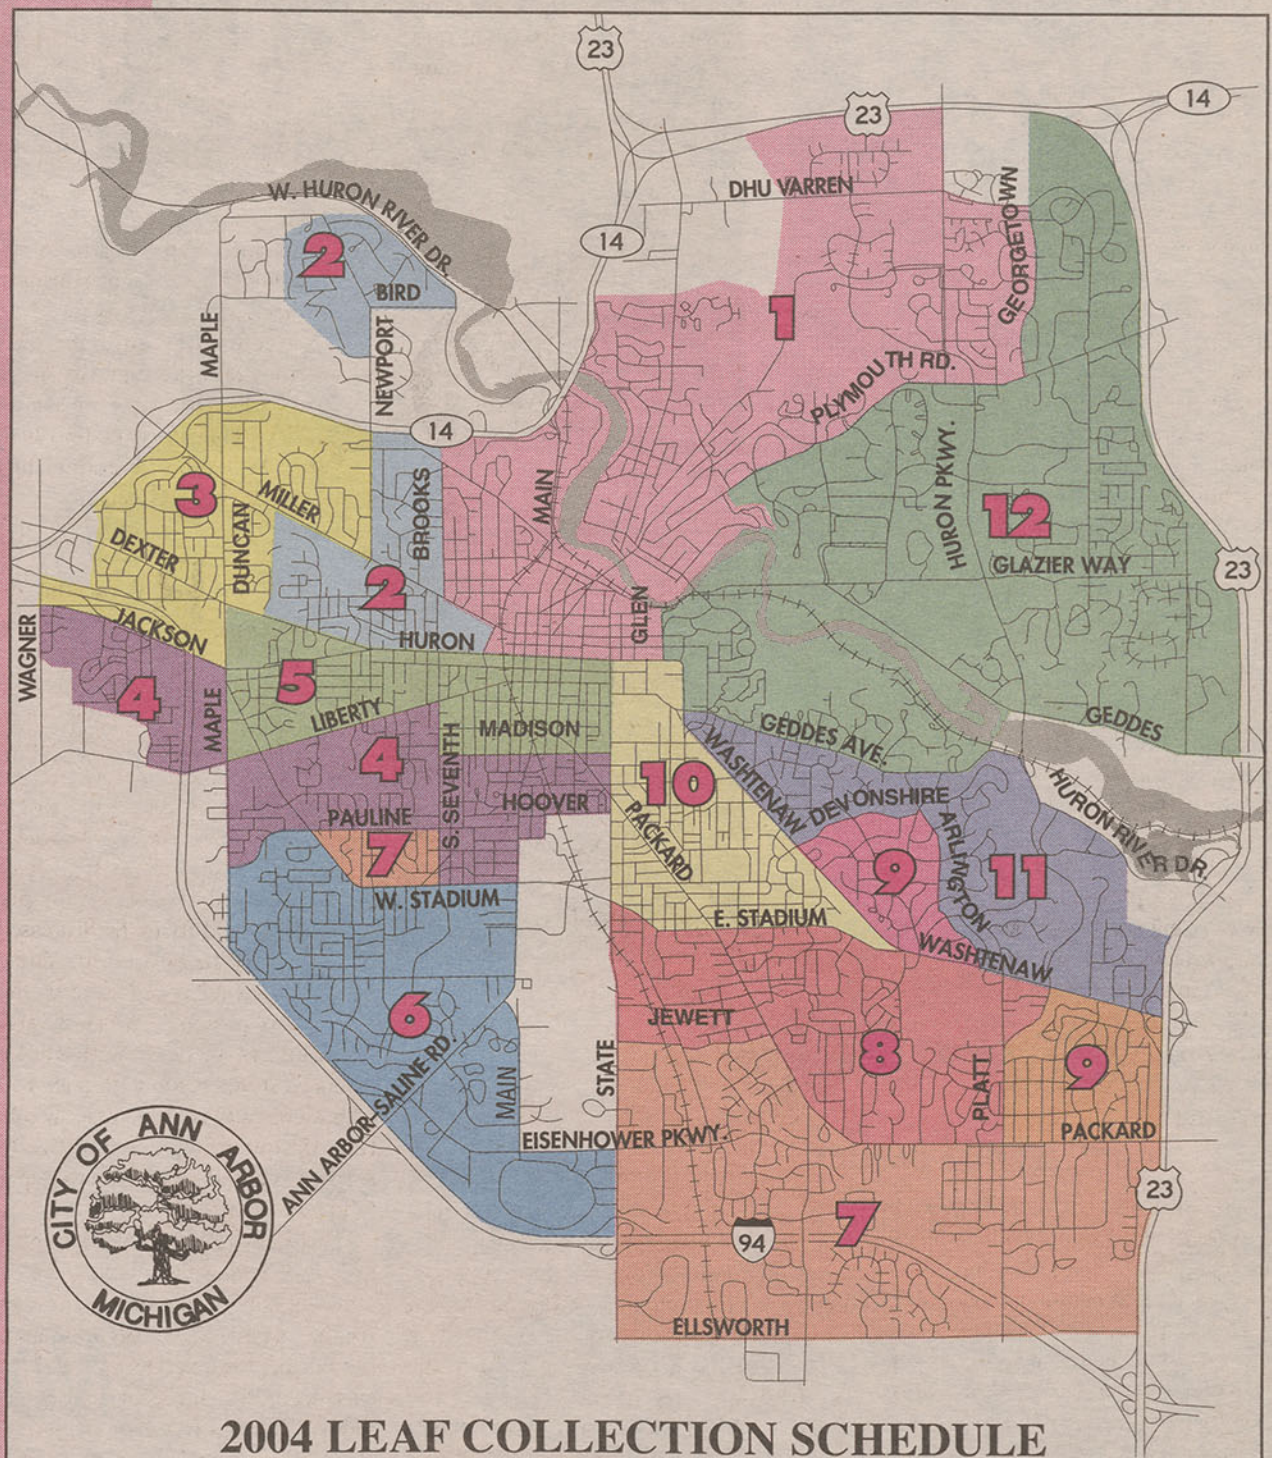 23
14
23
DHU VARREN
W. HURON RIVER DR.
GEORGETOWN
14
2
BIRD
1
MAPLE
NEWPORT
PLYMOUTH RD.
14
HURON PKWY.
MAIN
BROOKS
3
MILLER
12
DUNCAN
DEXTER
GLAZIER WAY
23
2
GLEN
JACKSON
HURON
WAGNER
5
4
LIBERTY
MAPLE
MADISON
GEDDES AVE.
GEDDES
4
S. SEVENTH
WASHTENAW
10
HOOVER
DEVONSHIRE
HURON RIVER DR.
PAULINE
PACKARD
ARLINGTON
7
9
11
W. STADIUM
E. STADIUM
WASHTENAW
6
JEWETT
ANN ARBOR-SALINE RD.
MAIN
STATE
8
PLATT
9
EISENHOWER PKWY.
PACKARD
CITY OF ANN ARBOR
MICHIGAN
23
7
94
ELLSWORTH
2004 LEAF COLLECTION SCHEDULE